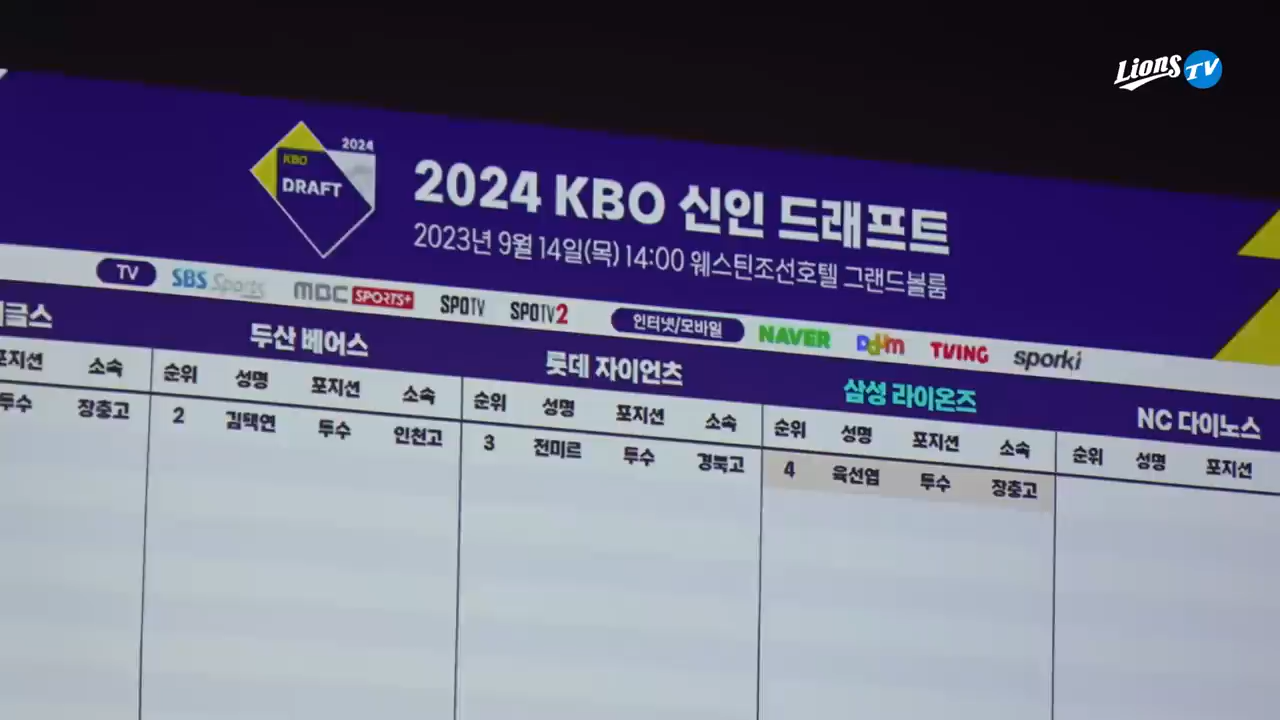 Lions TV
2024
KBO
DRAFT
2024 KBO 신인 드래프트
2023년 9월 14일(목) 14:00 웨스틴조선호텔 그랜드볼룸
TV SBS Sports MBC SPORTS+ SPOTV SPOTV2 인터넷/모바일 NAVER Daum TVING sporki
글스 두산 베어스 롯데 자이언츠 삼성 라이온즈 NC 다이노스
포지션 소속 순위 성명 포지션 소속 순위 성명 포지션 소속 순위 성명 포지션 소속 순위 성명 포지션
투수 장충고 2 김택연 투수 인천고 3 전미르 투수 경북고 4 육선엽 투수 장충고